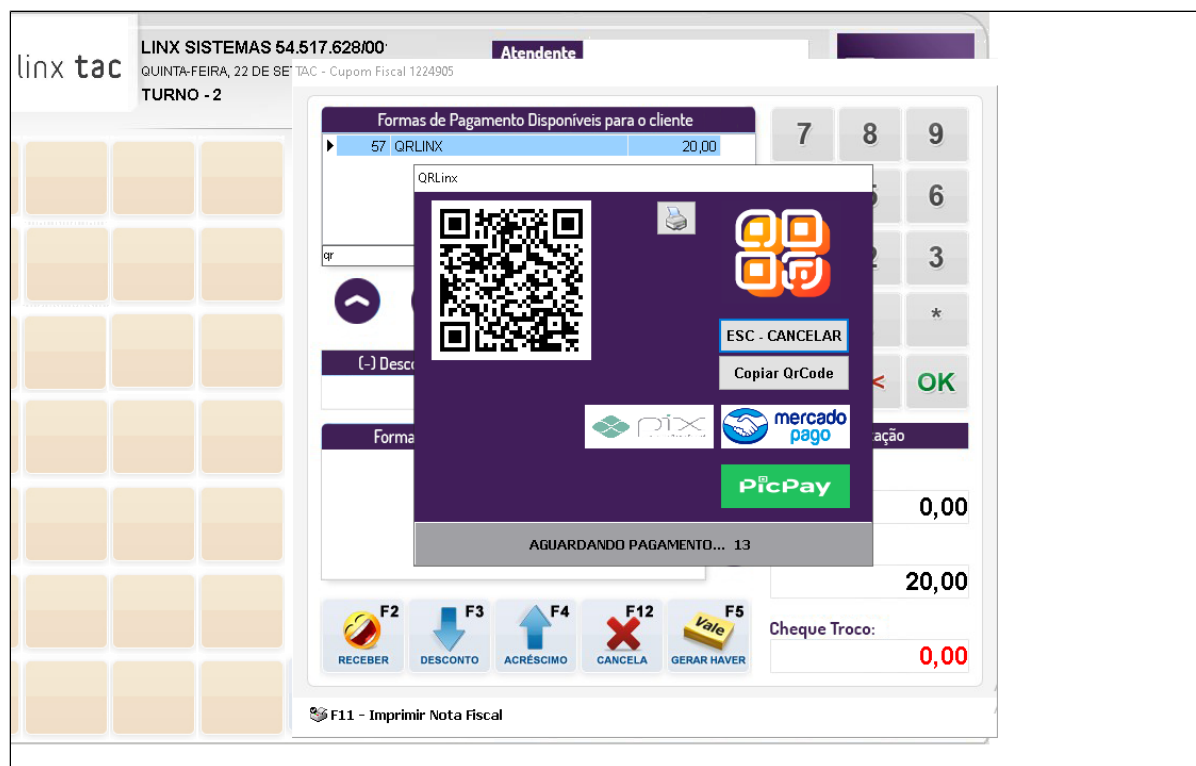 linx tac
LINX SISTEMAS 54.517.628/00
QUINTA-FEIRA, 22 DE SE
TURNO - 2
Atendente
TAC - Cupom Fiscal 1224905
Formas de Pagamento Disponíveis para o cliente
57 QRLINX 20,00
qr
7 8 9
6
3
*
< OK
QRLinx
ESC - CANCELAR
Copiar QrCode
pix
mercado
pago
PicPay
AGUARDANDO PAGAMENTO... 13
(-) Desco
Forma
ação
0,00
20,00
Cheque Troco:
0,00
F2
RECEBER
F3
DESCONTO
F4
ACRÉSCIMO
F12
CANCELA
Vale
F5
GERAR HAVER
F11 - Imprimir Nota Fiscal